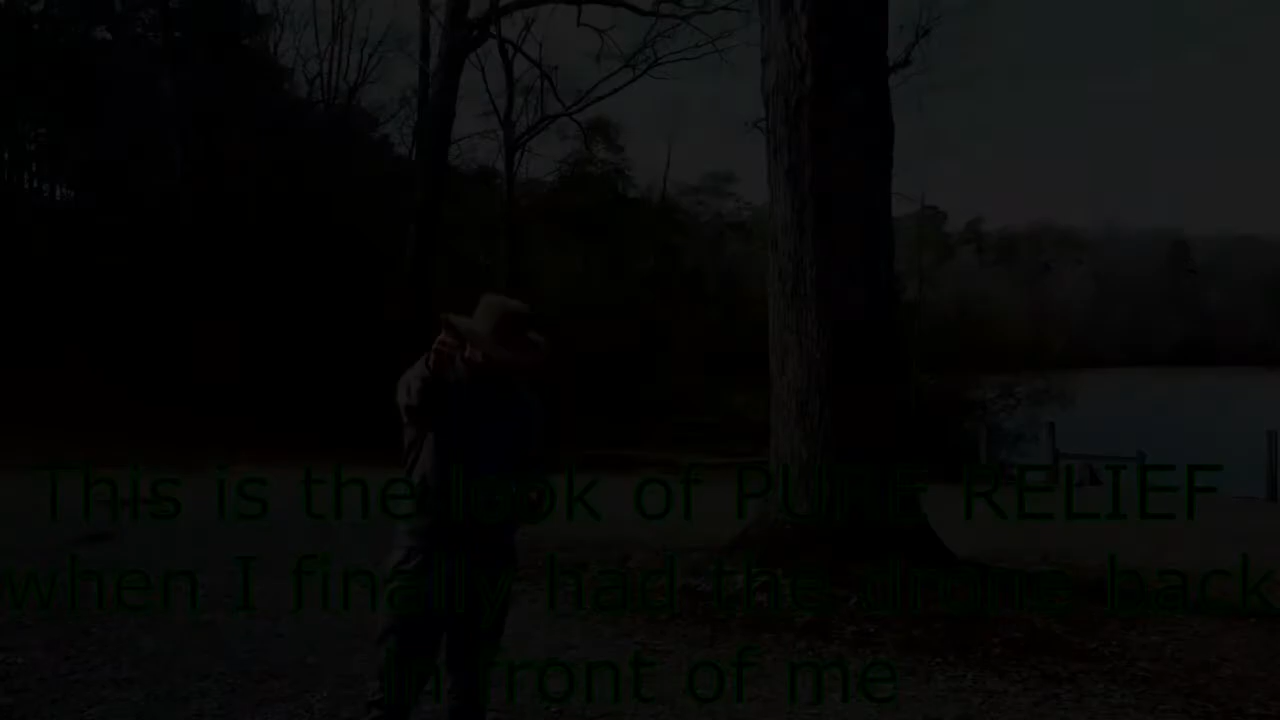 This is the look of PURE RELIEF
when I finally had the drone back
in front of me